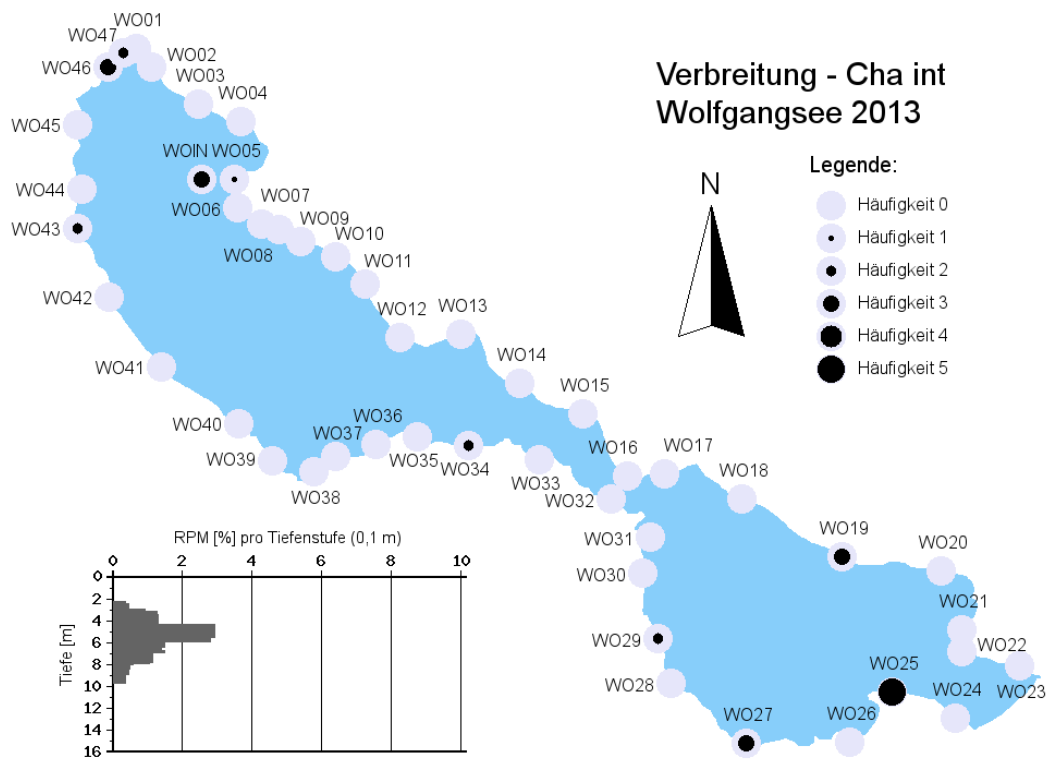 Verbreitung - Cha int
Wolfgangsee 2013
Legende:
Häufigkeit 0
Häufigkeit 1
Häufigkeit 2
Häufigkeit 3
Häufigkeit 4
Häufigkeit 5
N
WO01
WO47
WO02
WO46
WO03
WO04
WO45
WOIN WO05
WO44
WO06
WO07
WO43
WO08
WO09
WO10
WO11
WO42
WO12
WO13
WO14
WO41
WO15
WO40
WO36
WO37
WO39
WO35
WO34
WO38
WO33
WO16
WO17
WO32
WO18
WO31
WO19
WO20
WO30
WO21
WO29
WO22
WO25
WO28
WO24
WO23
WO27
WO26
RPM [%] pro Tiefenstufe (0,1 m)
0 2 4 6 8 10
Tiefe [m]
0
2
4
6
8
10
12
14
16